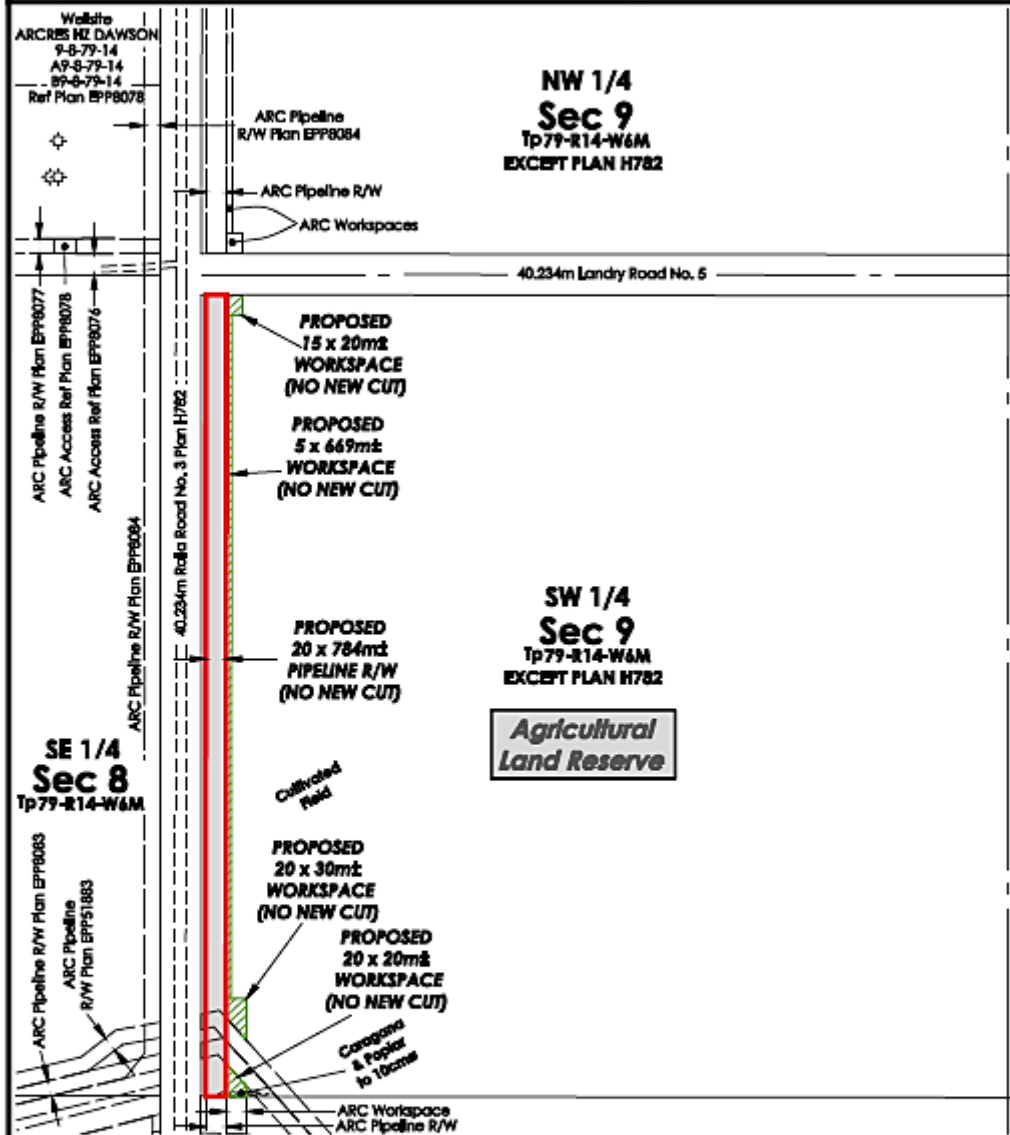 Wellsite
ARCRES HZ DAWSON
9-8-79-14
A9-8-79-14
B9-8-79-14
Ref Plan EPP8078
ARC Pipeline
R/W Plan EPP8084
NW 1/4
Sec 9
Tp79-R14-W6M
EXCEPT PLAN H782
ARC Pipeline R/W
ARC Workspaces
40.234m Landry Road No. 5
ARC Pipeline R/W Plan EPP8077
ARC Access Ref Plan EPP8078
ARC Access Ref Plan EPP8076
ARC Pipeline R/W Plan EPP8084
40.234m Rolla Road No. 3 Plan H782
PROPOSED
15 x 20m±
WORKSPACE
(NO NEW CUT)
PROPOSED
5 x 669m±
WORKSPACE
(NO NEW CUT)
PROPOSED
20 x 784m±
PIPELINE R/W
(NO NEW CUT)
SW 1/4
Sec 9
Tp79-R14-W6M
EXCEPT PLAN H782
Agricultural
Land Reserve
SE 1/4
Sec 8
Tp79-R14-W6M
Cultivated
Field
PROPOSED
20 x 30m±
WORKSPACE
(NO NEW CUT)
PROPOSED
20 x 20m±
WORKSPACE
(NO NEW CUT)
ARC Pipeline R/W Plan EPP8083
ARC Pipeline
R/W Plan EPP51883
Caragana
& Poplar
to 10cms
ARC Workspace
ARC Pipeline R/W